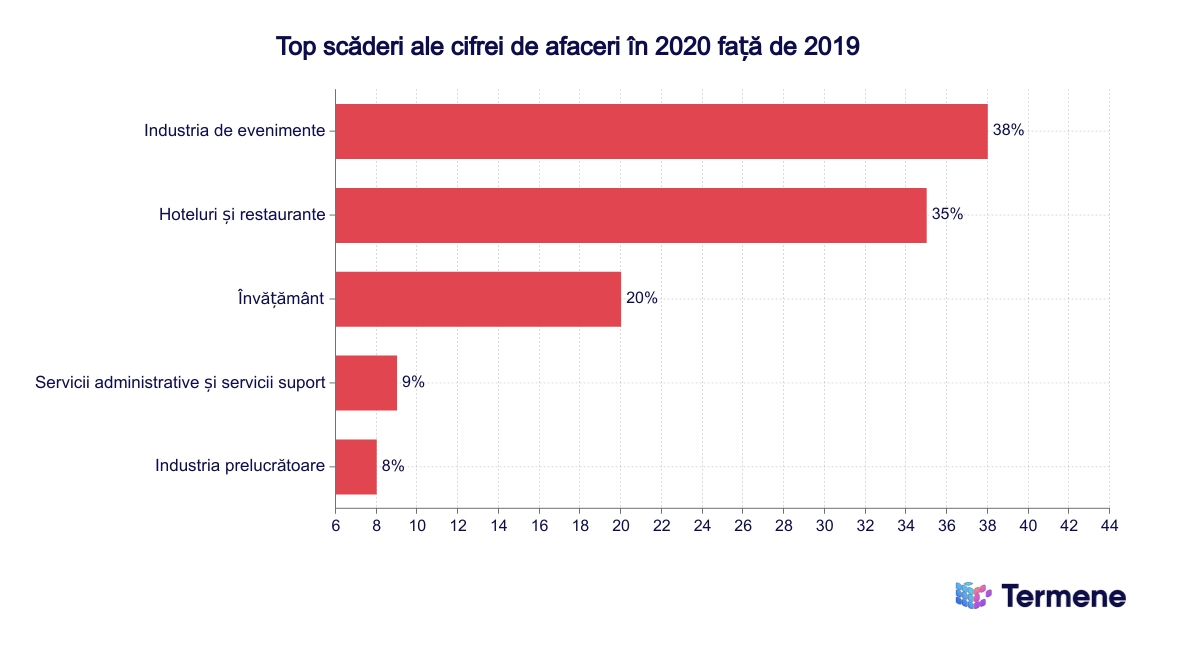 Top scăderi ale cifrei de afaceri în 2020 față de 2019
Industria de evenimente
38%
Hoteluri și restaurante
35%
Învățământ
20%
Servicii administrative și servicii suport
9%
Industria prelucrătoare
8%
6 8 10 12 14 16 18 20 22 24 26 28 30 32 34 36 38 40 42 44
Termene